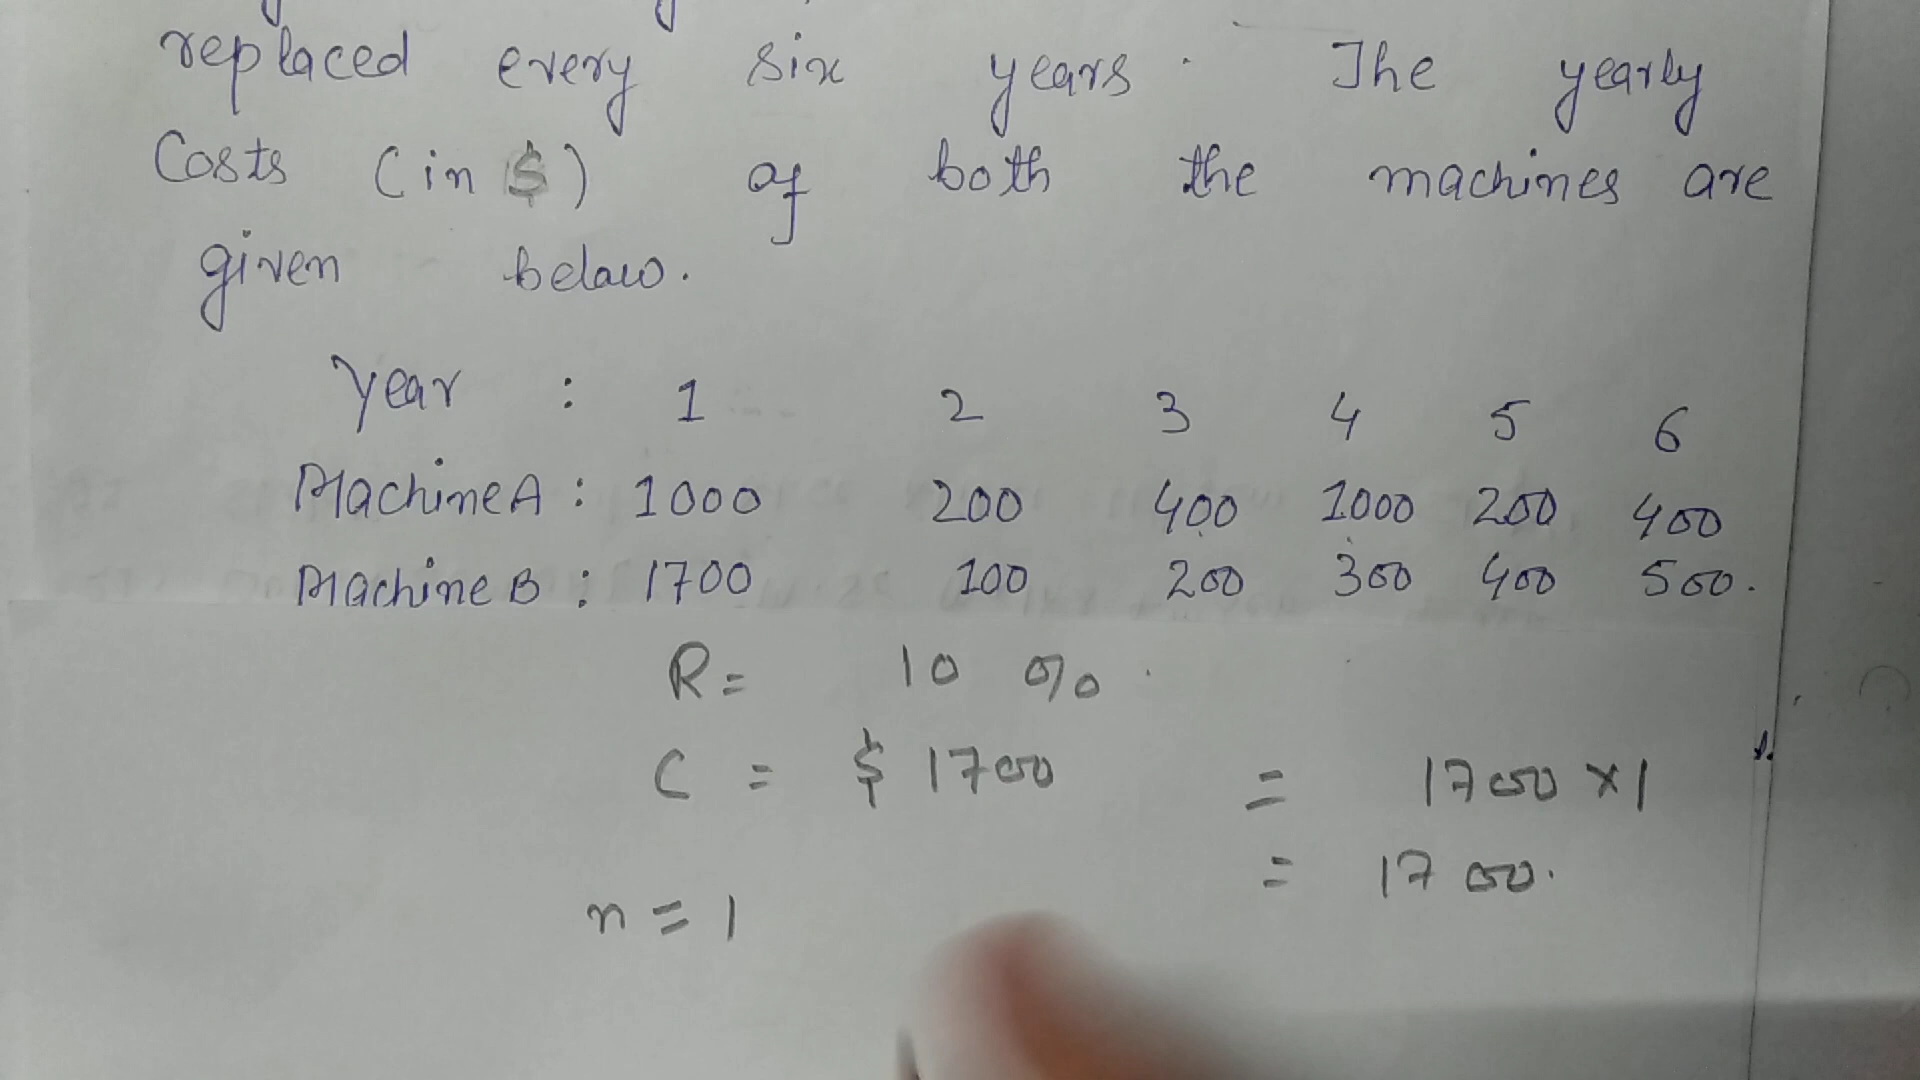 replaced every six years. The yearly
Costs (in $) of both the machines are
given below.
Year : 1 2 3 4 5 6
Machine A : 1000 200 400 1000 200 400
Machine B : 1700 100 200 300 400 500.
R = 10 %
C = $ 1700 = 1700 × 1
= 1700.
n = 1